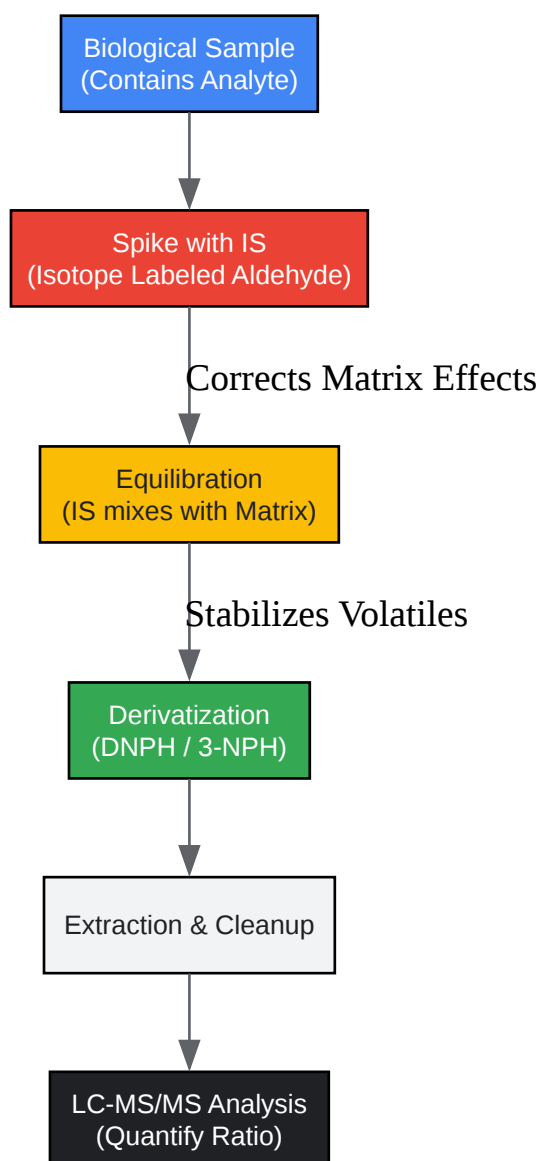 Biological Sample
(Contains Analyte)
Spike with IS
(Isotope Labeled Aldehyde)
Corrects Matrix Effects
Equilibration
(IS mixes with Matrix)
Stabilizes Volatiles
Derivatization
(DNPH / 3-NPH)
Extraction & Cleanup
LC-MS/MS Analysis
(Quantify Ratio)